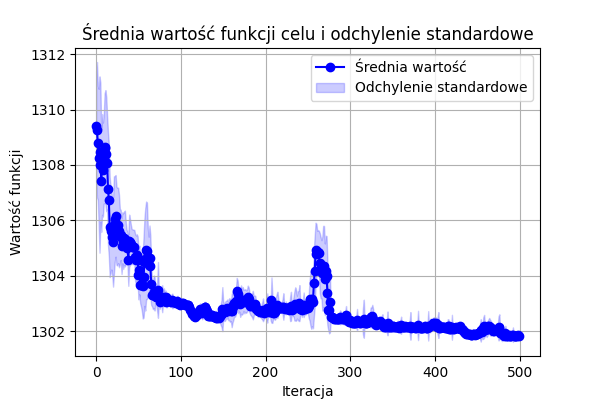 Średnia wartość funkcji celu i odchylenie standardowe
1312
1310
1308
1306
1304
1302
Wartość funkcji
Średnia wartość
Odchylenie standardowe
0 100 200 300 400 500
Iteracja